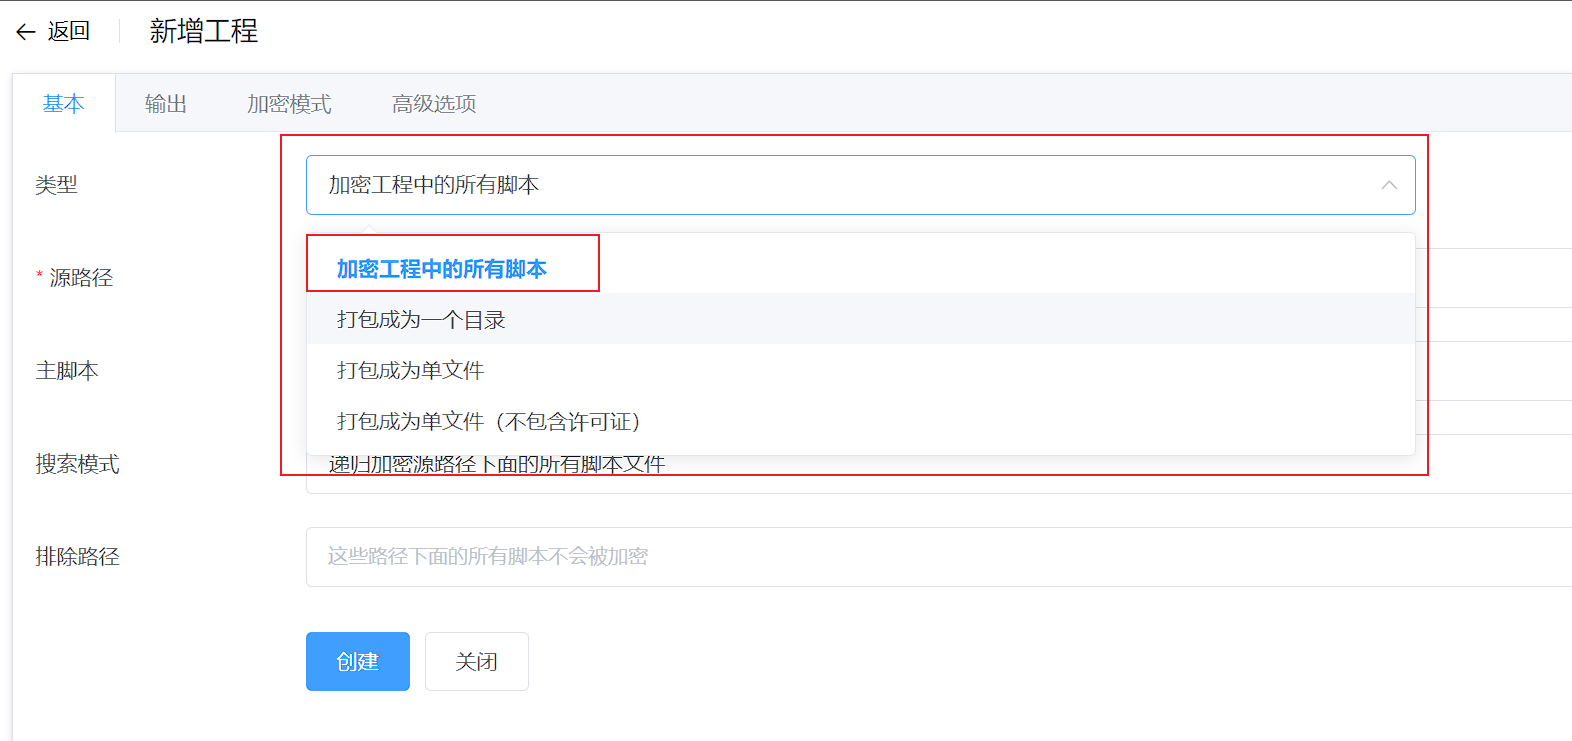 返回
新增工程
基本
输出
加密模式
高级选项
类型
加密工程中的所有脚本
加密工程中的所有脚本
* 源路径
打包成为一个目录
主脚本
打包成为单文件
打包成为单文件（不包含许可证）
搜索模式
递归加密源路径下面的所有脚本文件
排除路径
这些路径下面的所有脚本不会被加密
创建
关闭